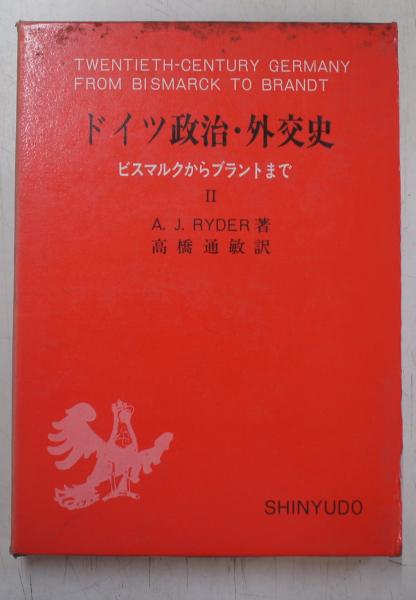 TWENTIETH-CENTURY GERMANY
FROM BISMARCK TO BRANDT
ドイツ政治・外交史
ビスマルクからブラントまで
II
A. J. RYDER 著
高橋通敏訳
SHINYUDO